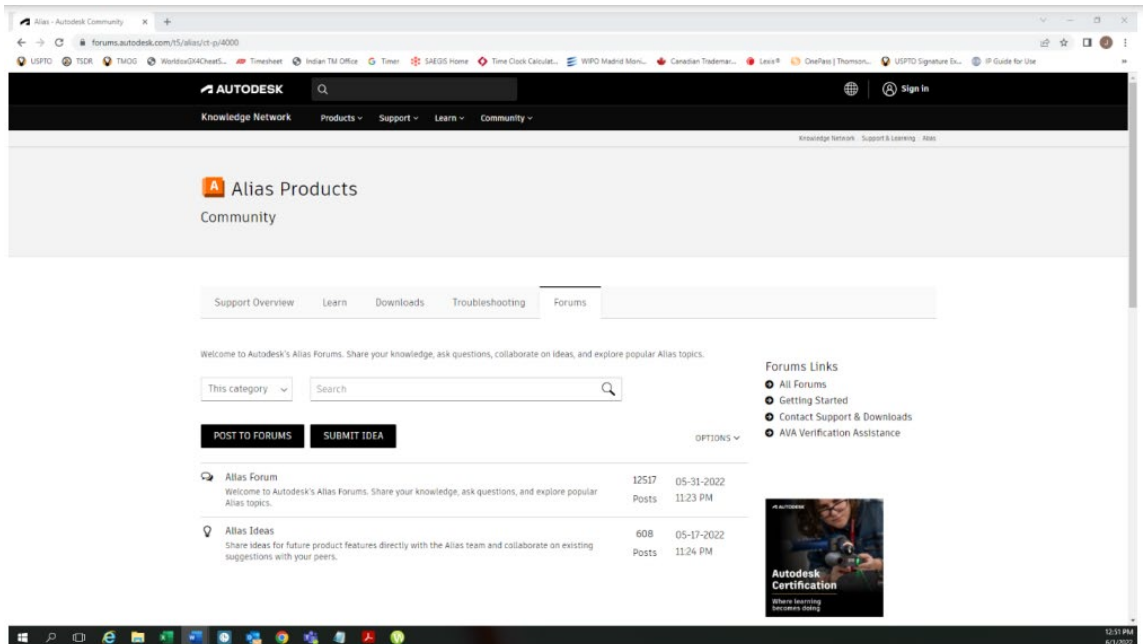 Alias - Autodesk Community
forums.autodesk.com/t5/alias/ct-p/4000
USPTO TSDR TMOG WorldoxGX4CheatS... Timesheet Indian TM Office Timer SAEGIS Home Time Clock Calculat... WIPO Madrid Moni... Canadian Trademar... Lexis® OnePass | Thomson... USPTO Signature Ex... IP Guide for Use
AUTODESK Sign in
Knowledge Network Products Support Learn Community
Knowledge Network Support & Learning Alias
A Alias Products
Community
Support Overview Learn Downloads Troubleshooting Forums
Welcome to Autodesk's Alias Forums. Share your knowledge, ask questions, collaborate on ideas, and explore popular Alias topics.
Forums Links
All Forums
Getting Started
Contact Support & Downloads
AVA Verification Assistance
This category Search
POST TO FORUMS SUBMIT IDEA OPTIONS
Alias Forum 12517 05-31-2022
Welcome to Autodesk's Alias Forums. Share your knowledge, ask questions, and explore popular Posts 11:23 PM
Alias topics.
Alias Ideas 608 05-17-2022
Share ideas for future product features directly with the Alias team and collaborate on existing Posts 11:24 PM
suggestions with your peers.
AUTODESK
Autodesk
Certification
Where learning
becomes doing
12:51 PM
6/1/2022